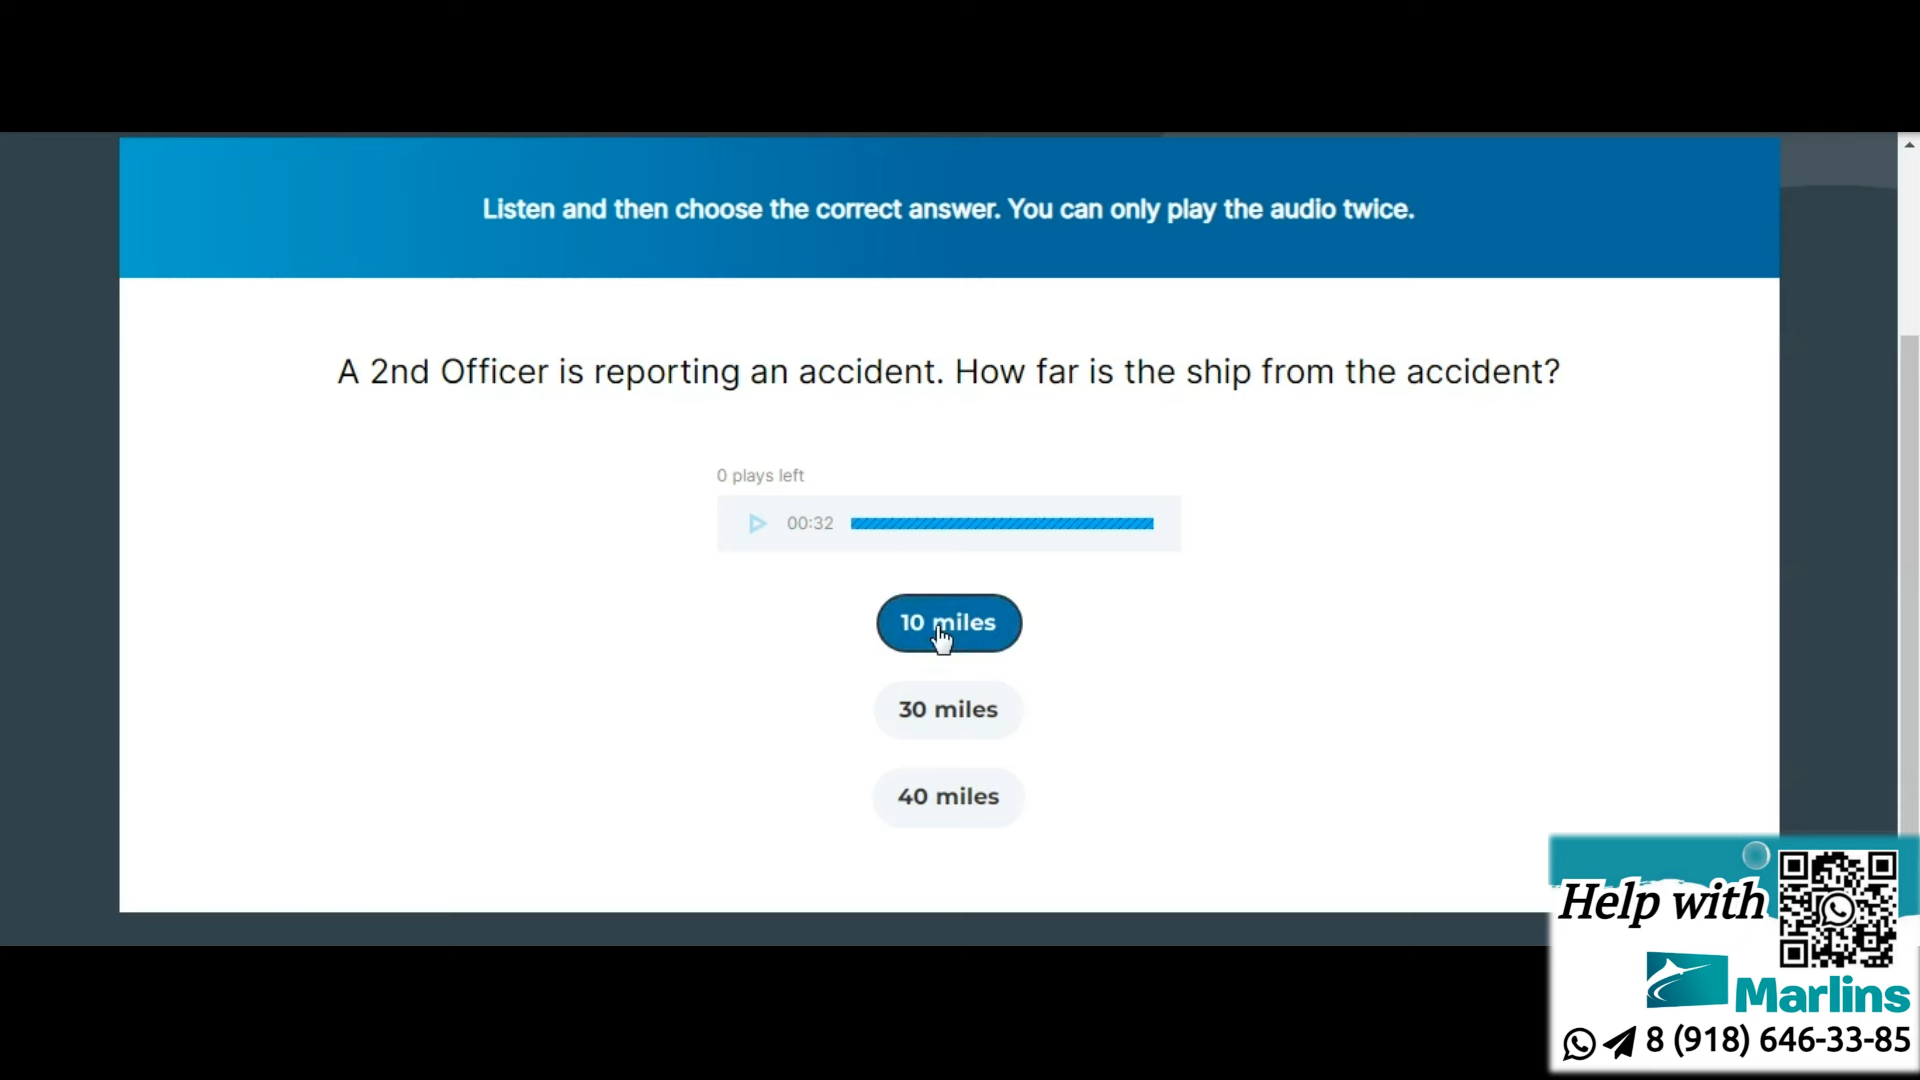 Listen and then choose the correct answer. You can only play the audio twice.
A 2nd Officer is reporting an accident. How far is the ship from the accident?
0 plays left
00:32
10 miles
30 miles
40 miles
Help with
Marlins
8 (918) 646-33-85